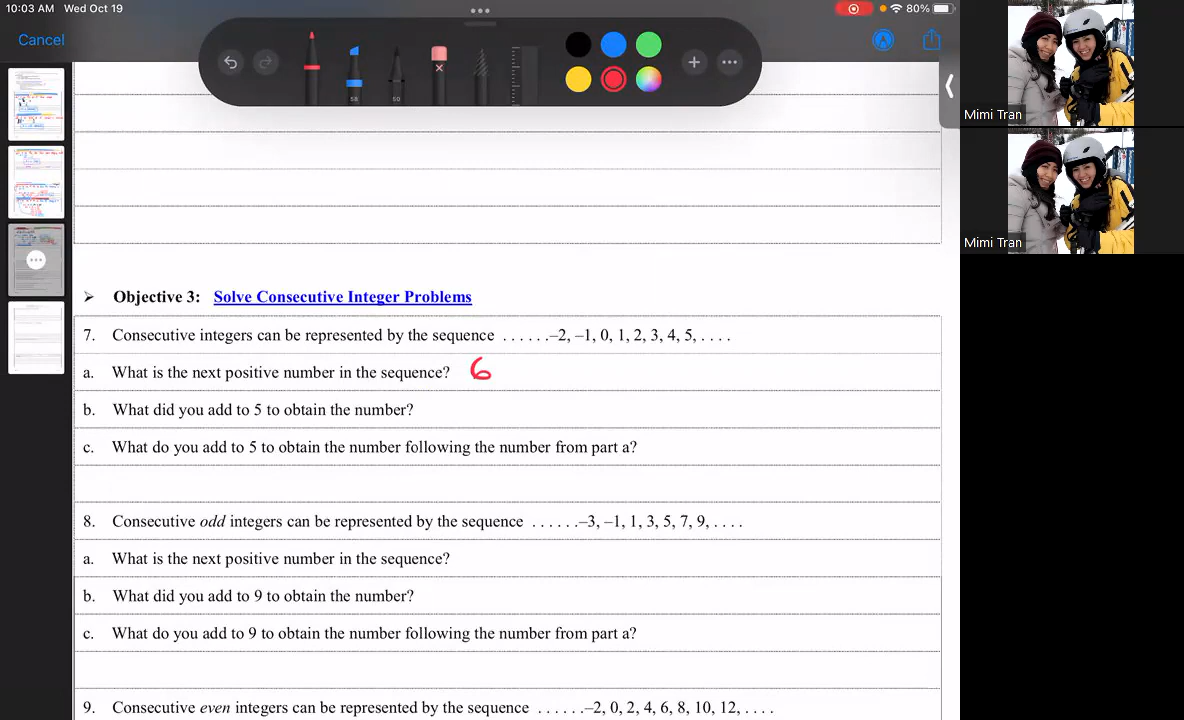 10:03 AM Wed Oct 19
80%
Cancel
58
50
Mimi Tran
Mimi Tran
➤ Objective 3: Solve Consecutive Integer Problems
7. Consecutive integers can be represented by the sequence . . . . . .–2, –1, 0, 1, 2, 3, 4, 5, . . . .
a. What is the next positive number in the sequence? 6
b. What did you add to 5 to obtain the number?
c. What do you add to 5 to obtain the number following the number from part a?
8. Consecutive odd integers can be represented by the sequence . . . . . .–3, –1, 1, 3, 5, 7, 9, . . . .
a. What is the next positive number in the sequence?
b. What did you add to 9 to obtain the number?
c. What do you add to 9 to obtain the number following the number from part a?
9. Consecutive even integers can be represented by the sequence . . . . . .–2, 0, 2, 4, 6, 8, 10, 12, . . . .